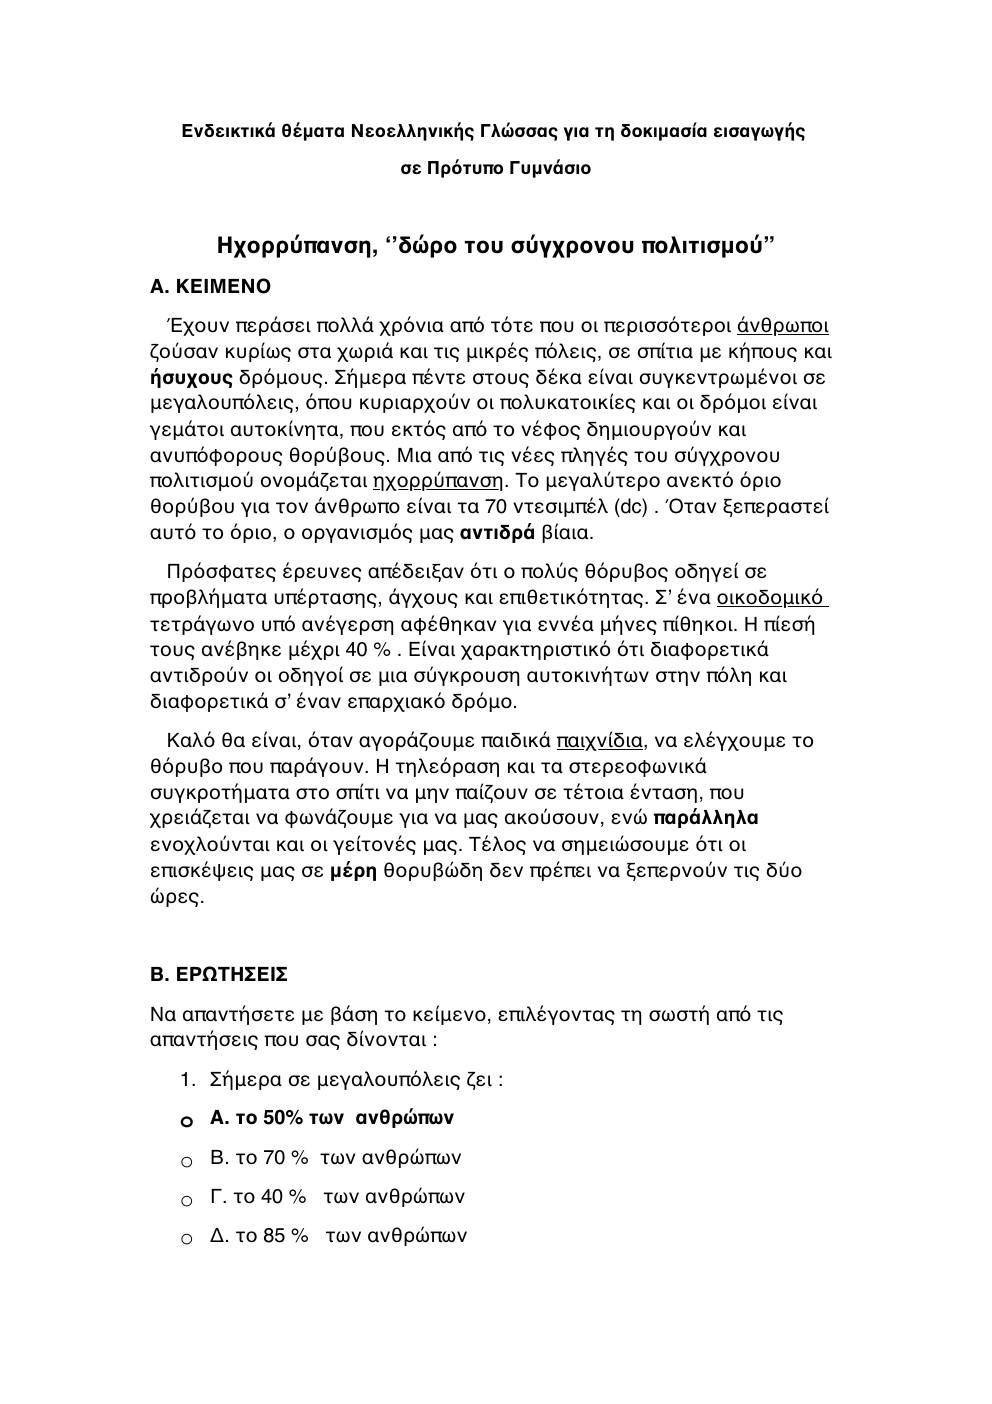 Ενδεικτικά θέματα Νεοελληνικής Γλώσσας για τη δοκιμασία εισαγωγής
σε Πρότυπο Γυμνάσιο
Ηχορρύπανση, ‘’δώρο του σύγχρονου πολιτισμού’’
Α. ΚΕΙΜΕΝΟ
Έχουν περάσει πολλά χρόνια από τότε που οι περισσότεροι άνθρωποι
ζούσαν κυρίως στα χωριά και τις μικρές πόλεις, σε σπίτια με κήπους και
ήσυχους δρόμους. Σήμερα πέντε στους δέκα είναι συγκεντρωμένοι σε
μεγαλουπόλεις, όπου κυριαρχούν οι πολυκατοικίες και οι δρόμοι είναι
γεμάτοι αυτοκίνητα, που εκτός από το νέφος δημιουργούν και
ανυπόφορους θορύβους. Μια από τις νέες πληγές του σύγχρονου
πολιτισμού ονομάζεται ηχορρύπανση. Το μεγαλύτερο ανεκτό όριο
θορύβου για τον άνθρωπο είναι τα 70 ντεσιμπέλ (dc) . Όταν ξεπεραστεί
αυτό το όριο, ο οργανισμός μας αντιδρά βίαια.
Πρόσφατες έρευνες απέδειξαν ότι ο πολύς θόρυβος οδηγεί σε
προβλήματα υπέρτασης, άγχους και επιθετικότητας. Σ’ ένα οικοδομικό
τετράγωνο υπό ανέγερση αφέθηκαν για εννέα μήνες πίθηκοι. Η πίεσή
τους ανέβηκε μέχρι 40 % . Είναι χαρακτηριστικό ότι διαφορετικά
αντιδρούν οι οδηγοί σε μια σύγκρουση αυτοκινήτων στην πόλη και
διαφορετικά σ’ έναν επαρχιακό δρόμο.
Καλό θα είναι, όταν αγοράζουμε παιδικά παιχνίδια, να ελέγχουμε το
θόρυβο που παράγουν. Η τηλεόραση και τα στερεοφωνικά
συγκροτήματα στο σπίτι να μην παίζουν σε τέτοια ένταση, που
χρειάζεται να φωνάζουμε για να μας ακούσουν, ενώ παράλληλα
ενοχλούνται και οι γείτονές μας. Τέλος να σημειώσουμε ότι οι
επισκέψεις μας σε μέρη θορυβώδη δεν πρέπει να ξεπερνούν τις δύο
ώρες.
Β. ΕΡΩΤΗΣΕΙΣ
Να απαντήσετε με βάση το κείμενο, επιλέγοντας τη σωστή από τις
απαντήσεις που σας δίνονται :
1. Σήμερα σε μεγαλουπόλεις ζει :
ο Α. το 50% των ανθρώπων
○ Β. το 70 % των ανθρώπων
○ Γ. το 40 % των ανθρώπων
○ Δ. το 85 % των ανθρώπων